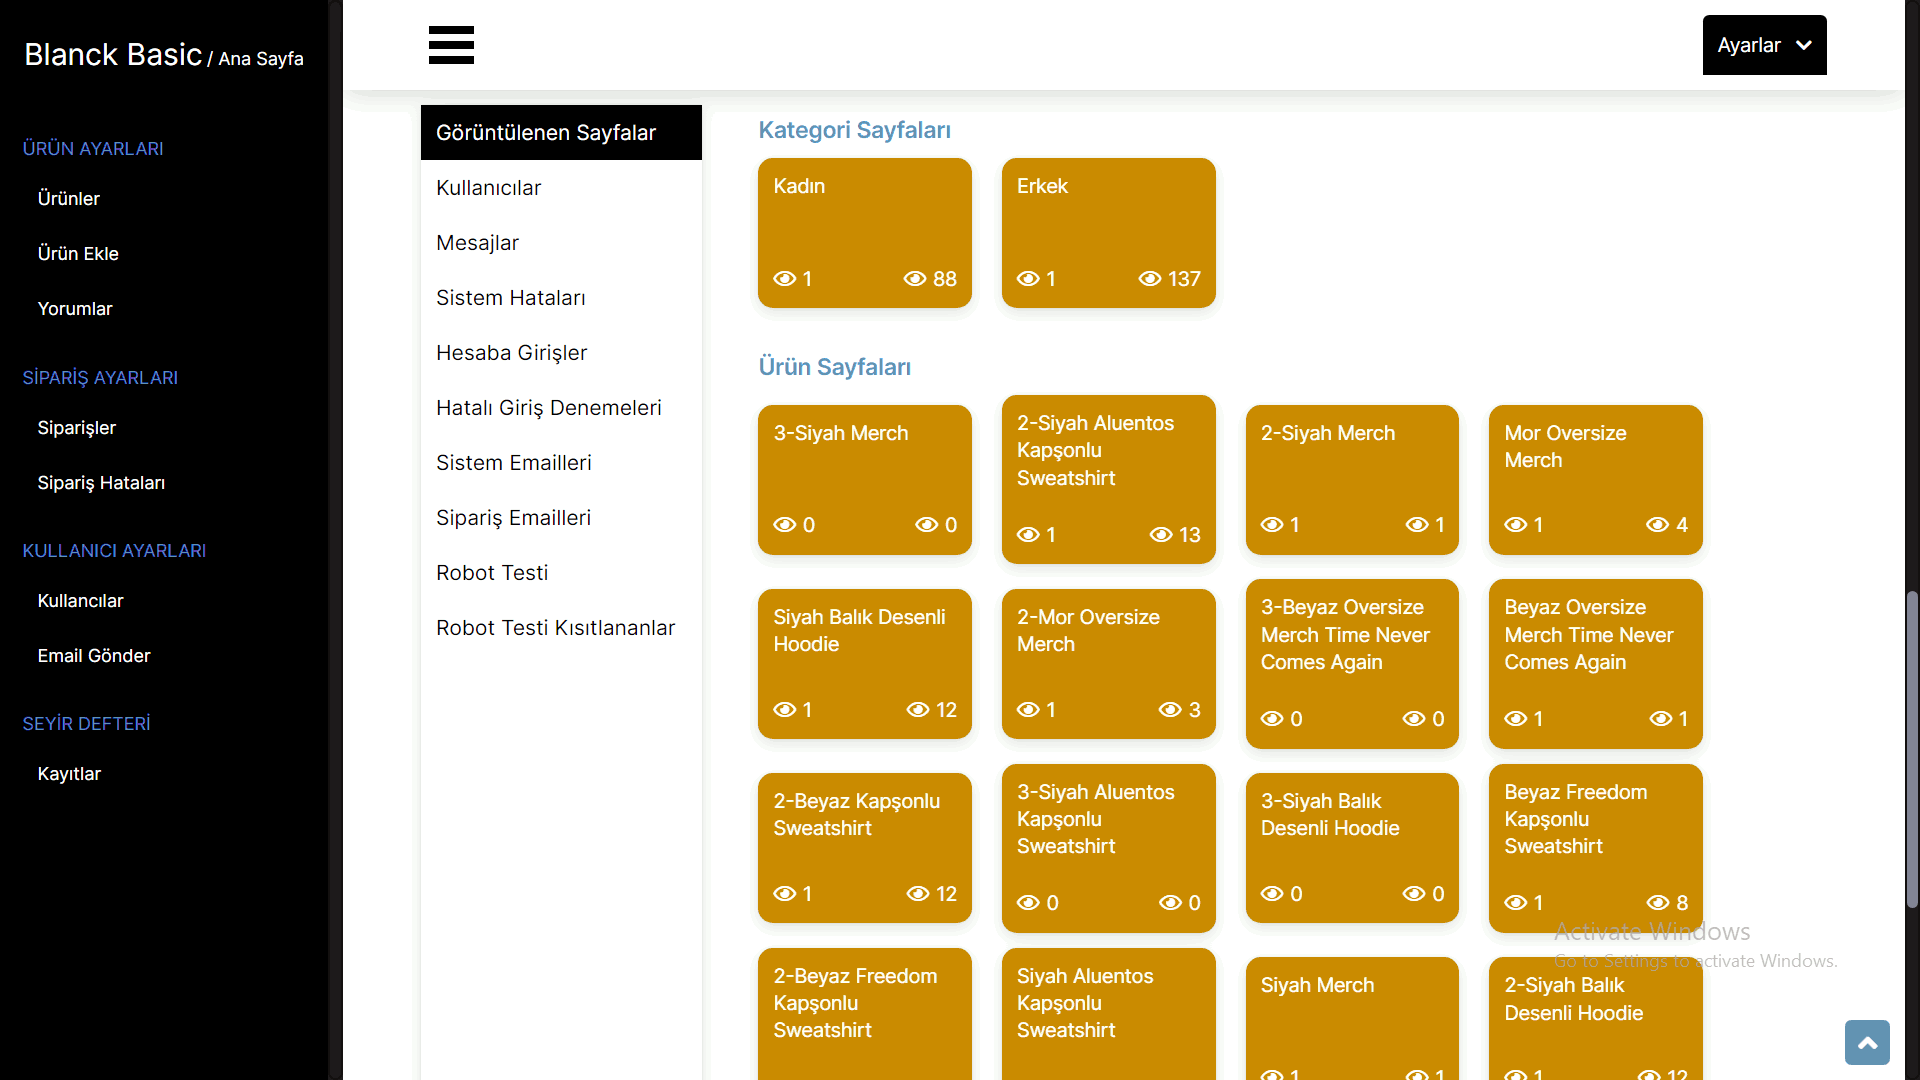 Blanck Basic / Ana Sayfa
ÜRÜN AYARLARI
Ürünler
Ürün Ekle
Yorumlar
SİPARİŞ AYARLARI
Siparişler
Sipariş Hataları
KULLANICI AYARLARI
Kullancılar
Email Gönder
SEYİR DEFTERİ
Kayıtlar
Ayarlar
Görüntülenen Sayfalar
Kullanıcılar
Mesajlar
Sistem Hataları
Hesaba Girişler
Hatalı Giriş Denemeleri
Sistem Emailleri
Sipariş Emailleri
Robot Testi
Robot Testi Kısıtlananlar
Kategori Sayfaları
Kadın
1 88
Erkek
1 137
Ürün Sayfaları
3-Siyah Merch
0 0
2-Siyah Aluentos
Kapşonlu
Sweatshirt
1 13
2-Siyah Merch
1 1
Mor Oversize
Merch
1 4
Siyah Balık Desenli
Hoodie
1 12
2-Mor Oversize
Merch
1 3
3-Beyaz Oversize
Merch Time Never
Comes Again
0 0
Beyaz Oversize
Merch Time Never
Comes Again
1 1
2-Beyaz Kapşonlu
Sweatshirt
1 12
3-Siyah Aluentos
Kapşonlu
Sweatshirt
0 0
3-Siyah Balık
Desenli Hoodie
0 0
Beyaz Freedom
Kapşonlu
Sweatshirt
1 8
2-Beyaz Freedom
Kapşonlu
Sweatshirt
Siyah Aluentos
Kapşonlu
Sweatshirt
Siyah Merch
1 1
2-Siyah Balık
Desenli Hoodie
1 12
Activate Windows
Go to Settings to activate Windows.